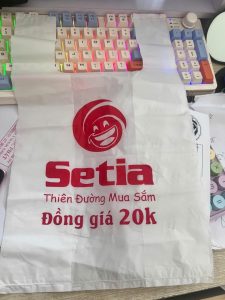 Setia
Thiên Đường Mua Sắm
Đồng giá 20k